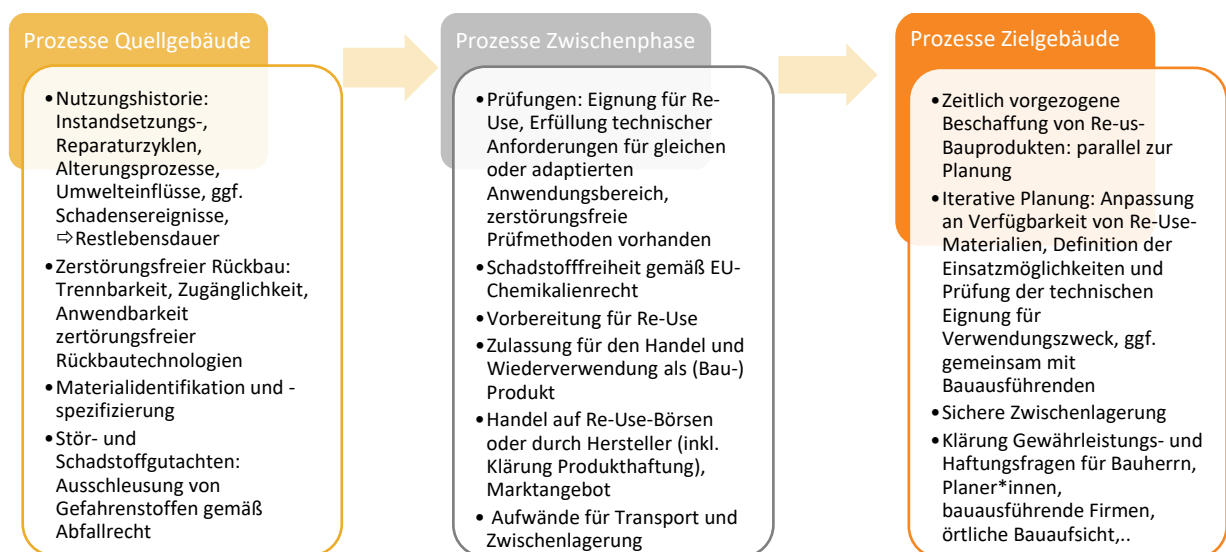 Prozesse Quellgebäude
•Nutzungshistorie:
Instandsetzungs-,
Reparaturzyklen,
Alterungsprozesse,
Umwelteinflüsse, ggf.
Schadensereignisse,
⇨Restlebensdauer
•Zerstörungsfreier Rückbau:
Trennbarkeit, Zugänglichkeit,
Anwendbarkeit
zertörungsfreier
Rückbautechnologien
•Materialidentifikation und -
spezifizierung
•Stör- und
Schadstoffgutachten:
Ausschleusung von
Gefahrenstoffen gemäß
Abfallrecht
Prozesse Zwischenphase
•Prüfungen: Eignung für Re-
Use, Erfüllung technischer
Anforderungen für gleichen
oder adaptierten
Anwendungsbereich,
zerstörungsfreie
Prüfmethoden vorhanden
•Schadstofffreiheit gemäß EU-
Chemikalienrecht
•Vorbereitung für Re-Use
•Zulassung für den Handel und
Wiederverwendung als (Bau-)
Produkt
•Handel auf Re-Use-Börsen
oder durch Hersteller (inkl.
Klärung Produkthaftung),
Marktangebot
• Aufwände für Transport und
Zwischenlagerung
Prozesse Zielgebäude
•Zeitlich vorgezogene
Beschaffung von Re-us-
Bauprodukten: parallel zur
Planung
•Iterative Planung: Anpassung
an Verfügbarkeit von Re-Use-
Materialien, Definition der
Einsatzmöglichkeiten und
Prüfung der technischen
Eignung für
Verwendungszweck, ggf.
gemeinsam mit
Bauausführenden
•Sichere Zwischenlagerung
•Klärung Gewährleistungs- und
Haftungsfragen für Bauherrn,
Planer*innen,
bauausführende Firmen,
örtliche Bauaufsicht,..